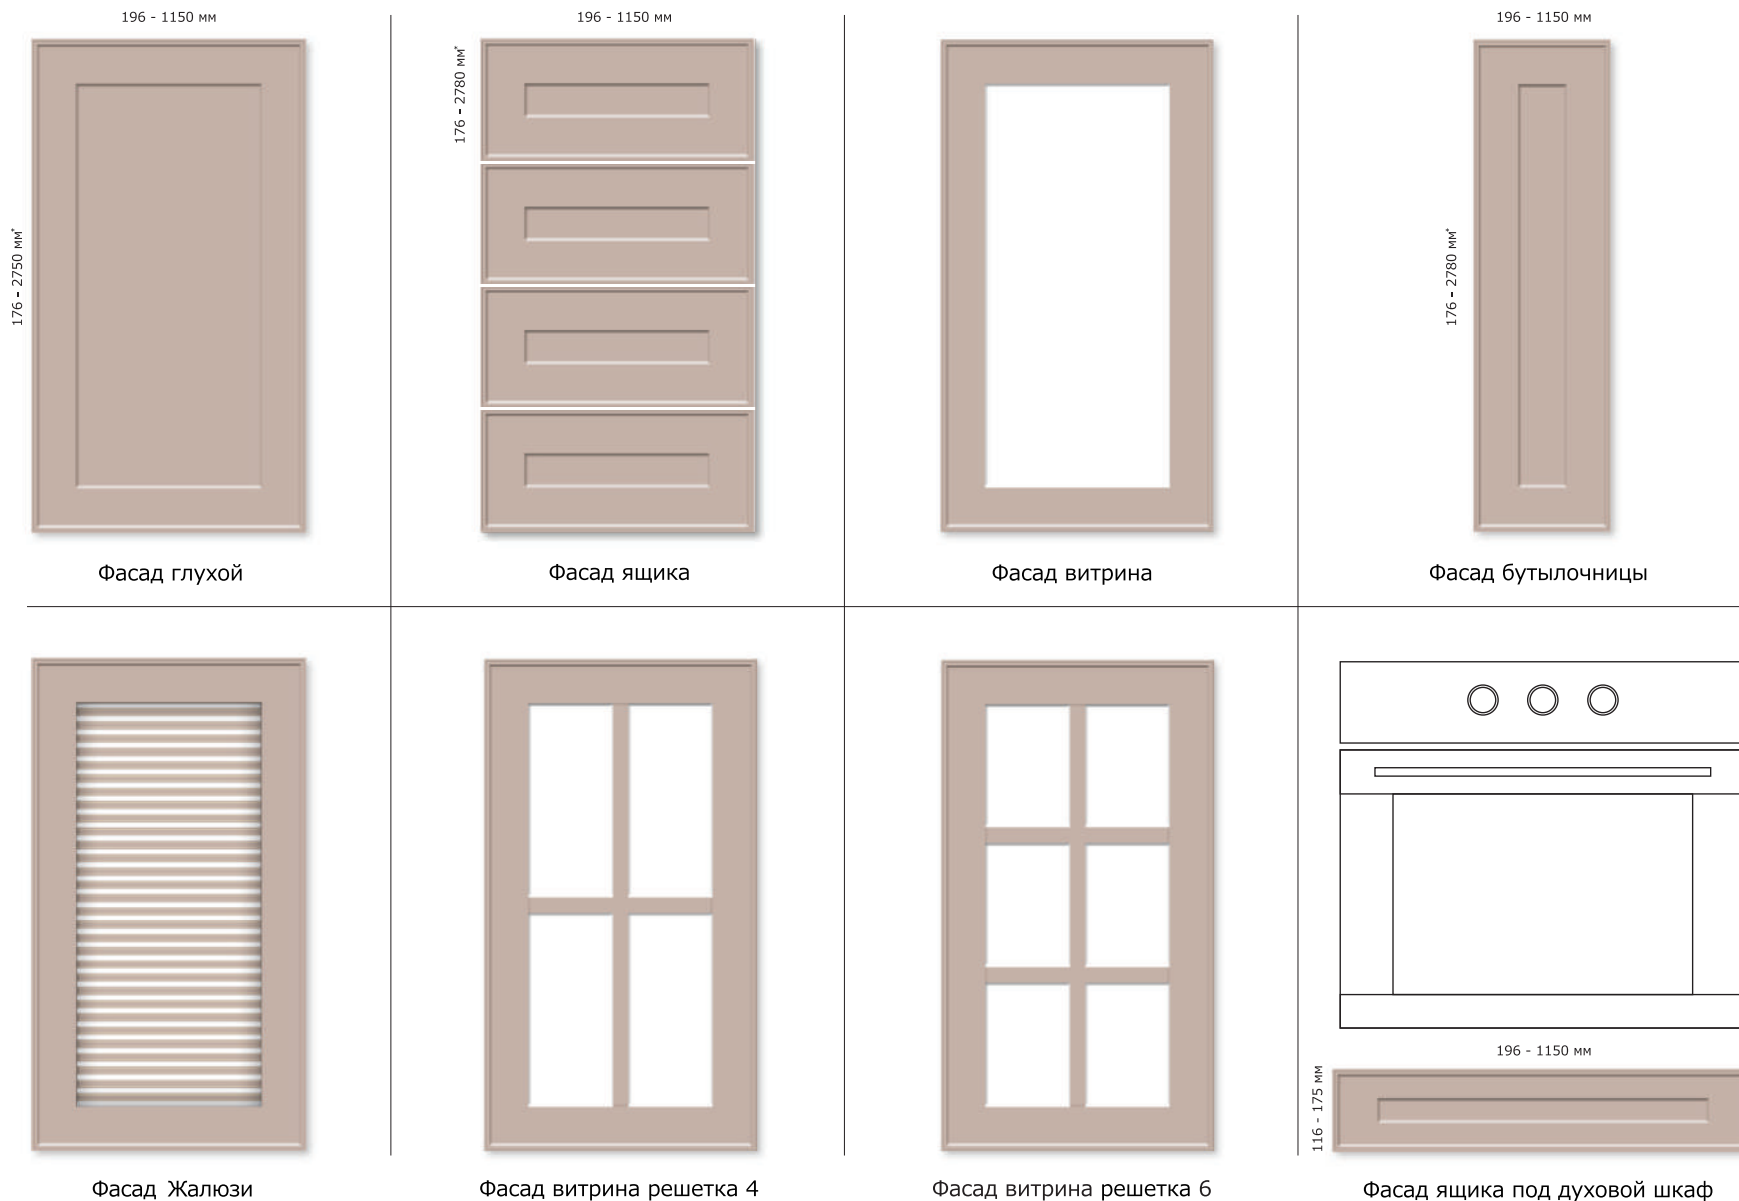 196 - 1150 мм
196 - 1150 мм
196 - 1150 мм
176 - 2750 мм*
176 - 2780 мм*
176 - 2780 мм*
Фасад глухой
Фасад ящика
Фасад витрина
Фасад бутылочницы
196 - 1150 мм
116 - 175 мм
Фасад Жалюзи
Фасад витрина решетка 4
Фасад витрина решетка 6
Фасад ящика под духовой шкаф